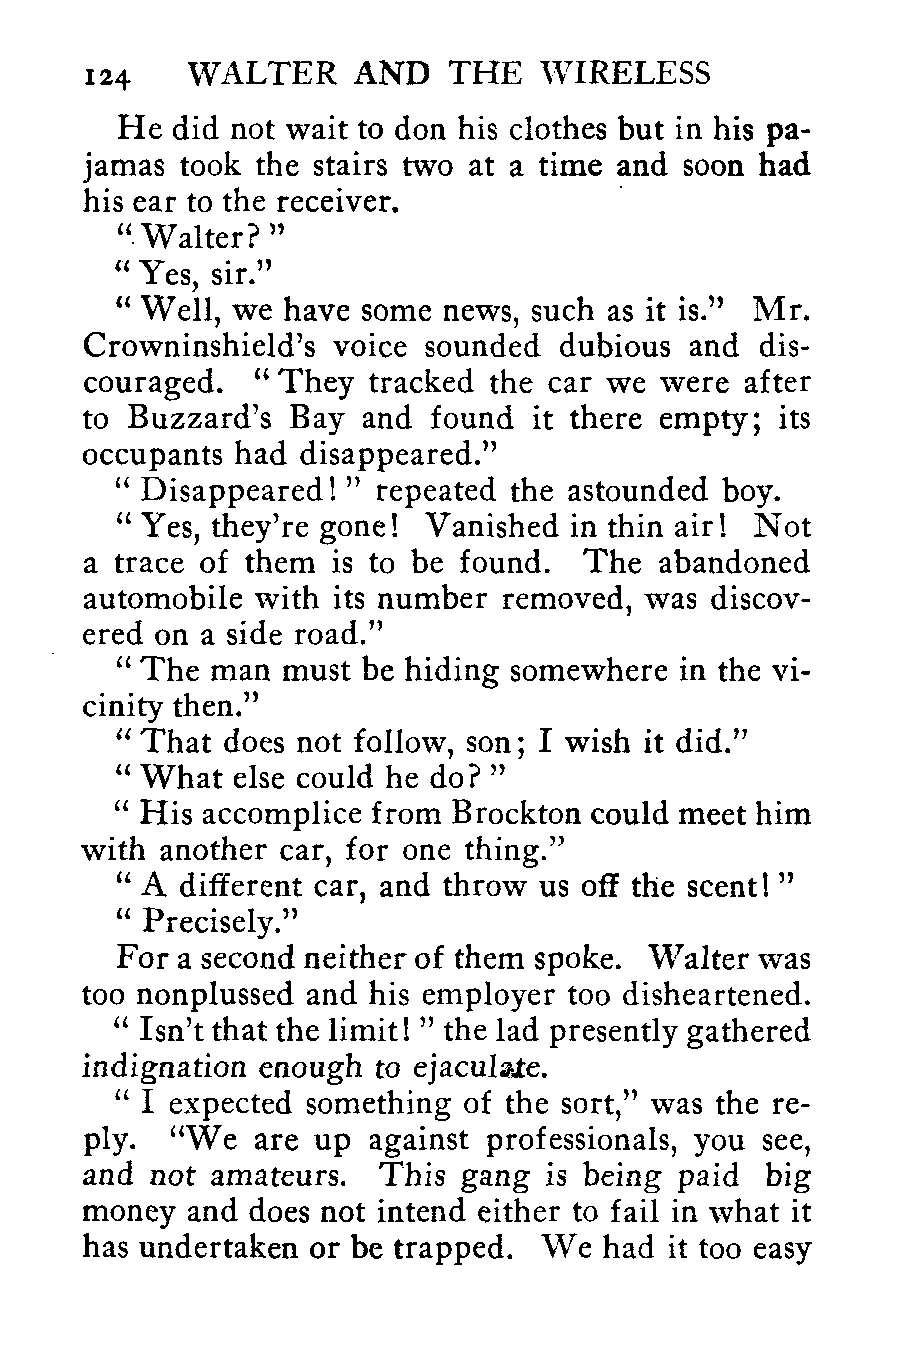 124 WALTER AND THE WIRELESS
He did not wait to don his clothes but in his pa-
jamas took the stairs two at a time and soon had
his ear to the receiver.
"Walter?"
"Yes, sir."
"Well, we have some news, such as it is." Mr.
Crowninshield's voice sounded dubious and dis-
couraged. "They tracked the car we were after
to Buzzard's Bay and found it there empty; its
occupants had disappeared."
"Disappeared!" repeated the astounded boy.
"Yes, they're gone! Vanished in thin air! Not
a trace of them is to be found. The abandoned
automobile with its number removed, was discov-
ered on a side road."
"The man must be hiding somewhere in the vi-
cinity then."
"That does not follow, son; I wish it did."
"What else could he do?"
"His accomplice from Brockton could meet him
with another car, for one thing."
"A different car, and throw us off the scent!"
"Precisely."
For a second neither of them spoke. Walter was
too nonplussed and his employer too disheartened.
"Isn't that the limit!" the lad presently gathered
indignation enough to ejaculate.
"I expected something of the sort," was the re-
ply. "We are up against professionals, you see,
and not amateurs. This gang is being paid big
money and does not intend either to fail in what it
has undertaken or be trapped. We had it too easy